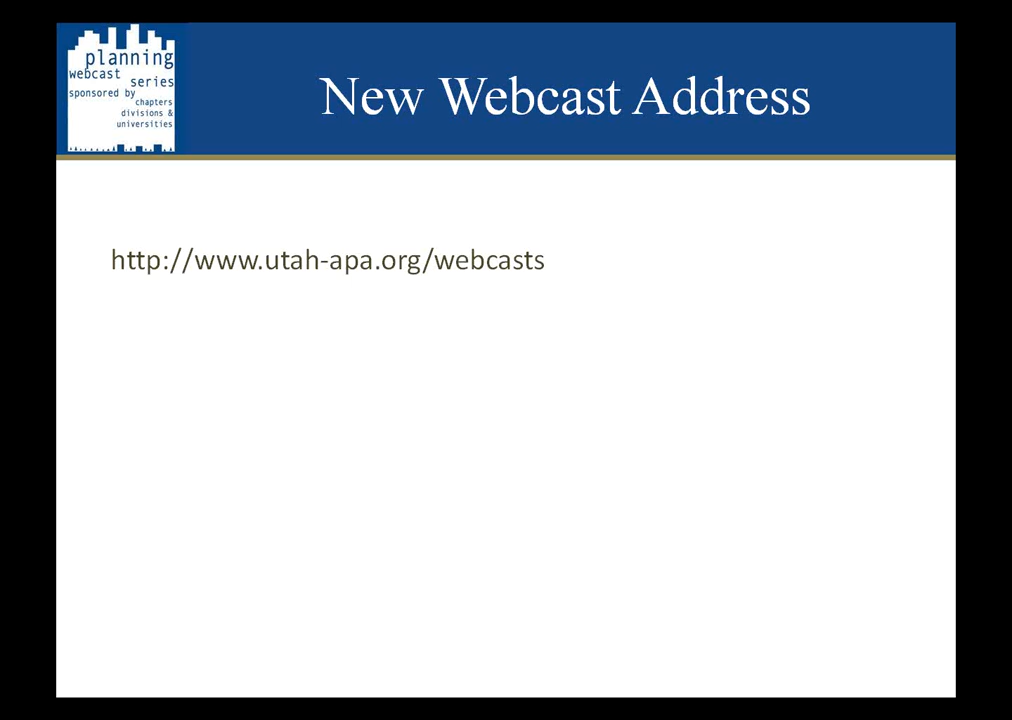 planning
webcast series
sponsored by
chapters
divisions &
universities
New Webcast Address
http://www.utah-apa.org/webcasts